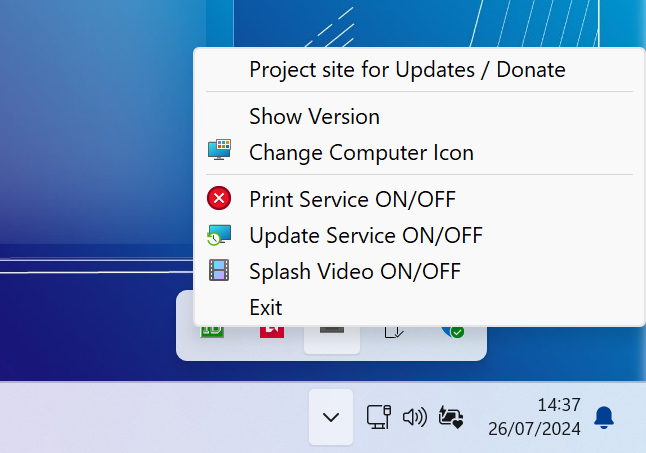 Project site for Updates / Donate
Show Version
Change Computer Icon
Print Service ON/OFF
Update Service ON/OFF
Splash Video ON/OFF
Exit
14:37
26/07/2024